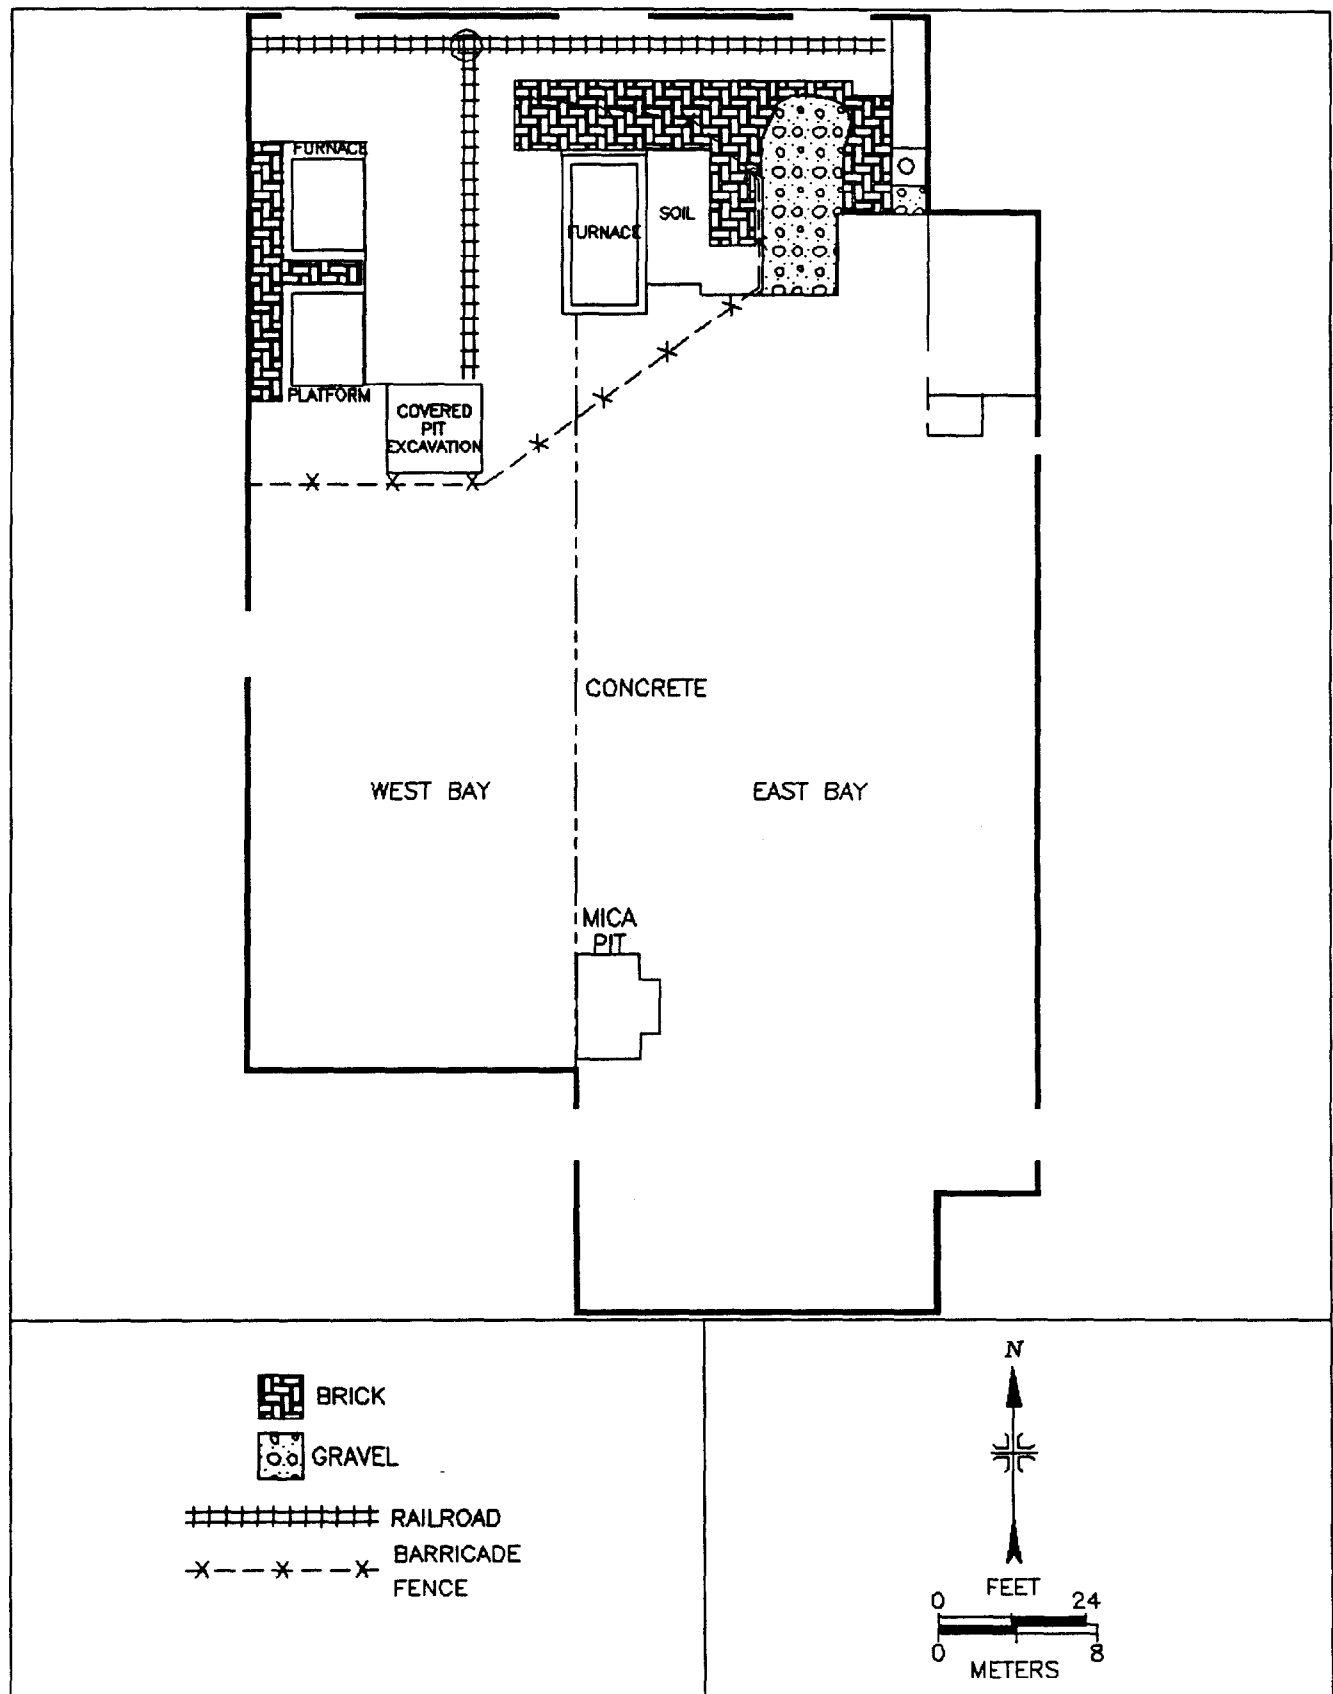 FURNACE
SOIL
FURNACE
PLATFORM
COVERED
PIT
EXCAVATION
CONCRETE
WEST BAY
EAST BAY
MICA
PIT
BRICK
GRAVEL
RAILROAD
BARRICADE
FENCE
N
FEET
0 24
0 8
METERS